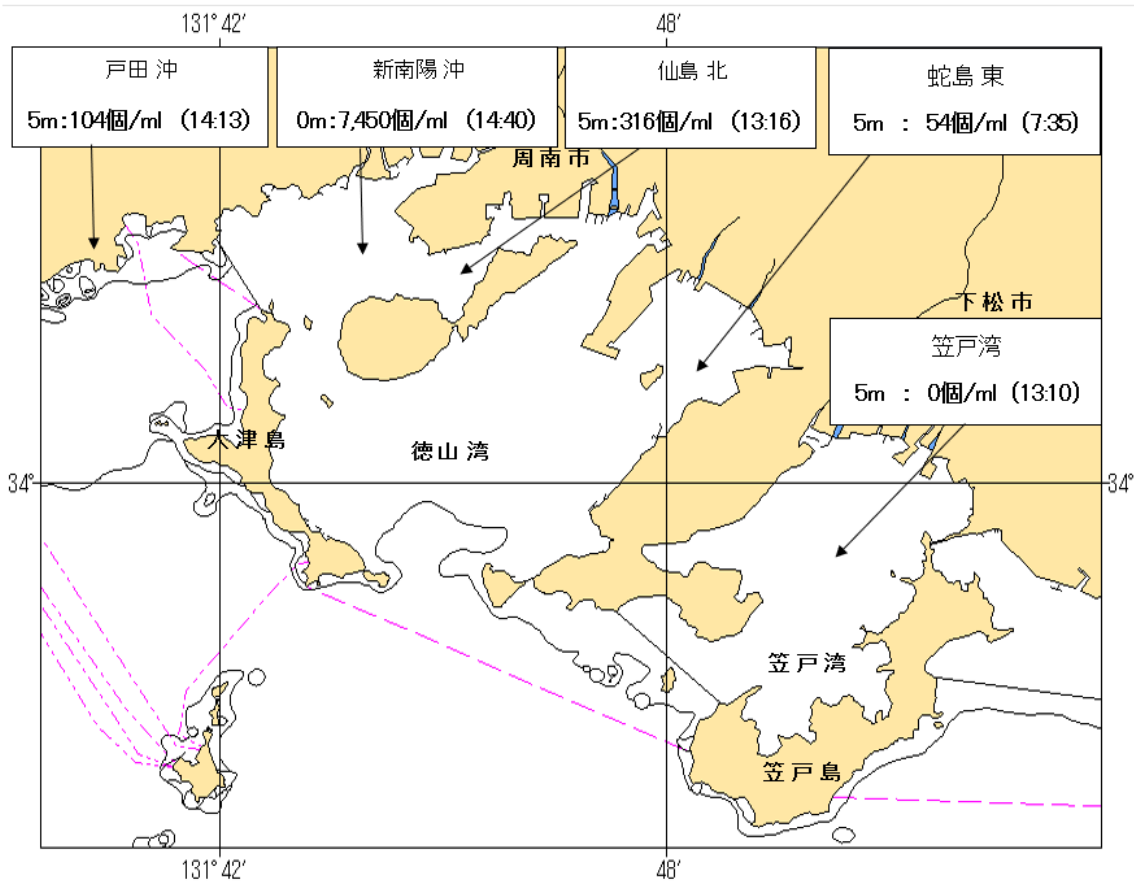 131° 42′
48′
戸田 沖
5m:104個/ml (14:13)
新南陽 沖
0m:7,450個/ml (14:40)
仙島 北
5m:316個/ml (13:16)
蛇島 東
5m : 54個/ml (7:35)
周南市
下松市
笠戸湾
5m : 0個/ml (13:10)
大津島
徳山湾
34°
34°
笠戸湾
笠戸島
131° 42′
48′